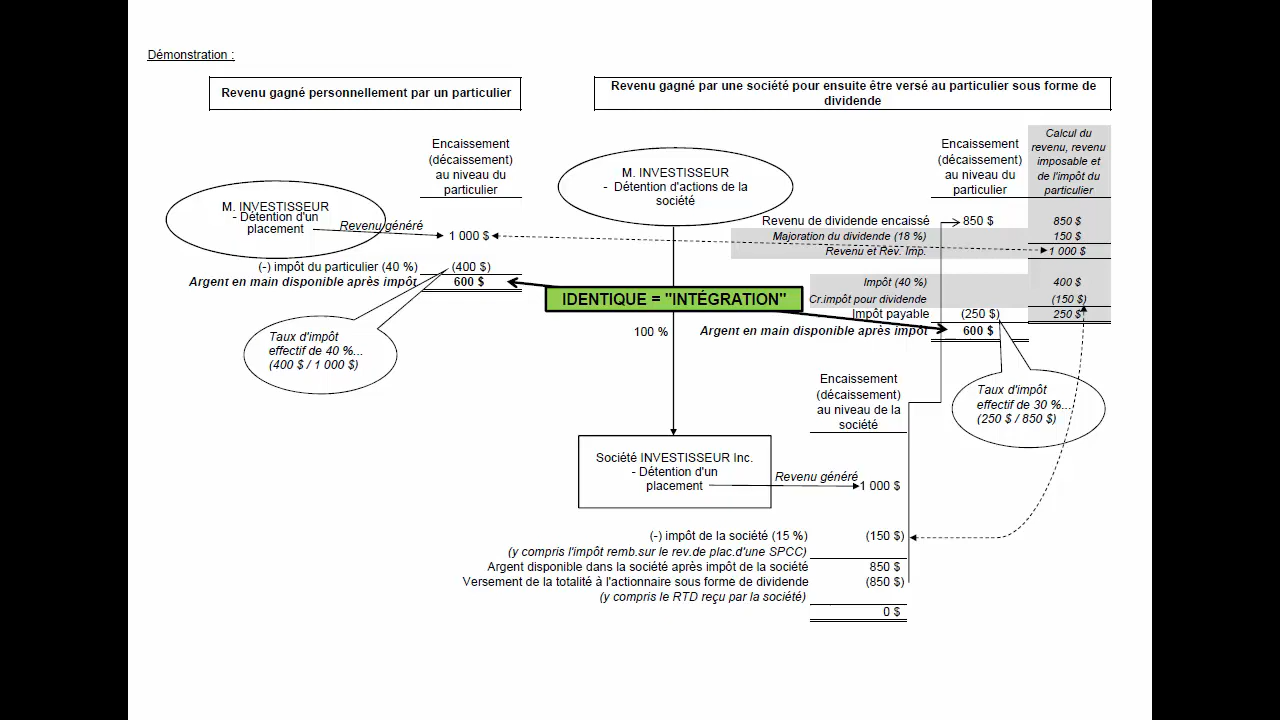 Démonstration :
Revenu gagné personnellement par un particulier
Revenu gagné par une société pour ensuite être versé au particulier sous forme de
dividende
Encaissement
(décaissement)
au niveau du
particulier
M. INVESTISSEUR
- Détention d'un
placement
Revenu généré
1 000 $
(-) impôt du particulier (40 %)
(400 $)
Argent en main disponible après impôt
600 $
Taux d'impôt
effectif de 40 %...
(400 $ / 1 000 $)
M. INVESTISSEUR
- Détention d'actions de la
société
Encaissement
(décaissement)
au niveau du
particulier
Calcul du
revenu, revenu
imposable et
de l'impôt du
particulier
Revenu de dividende encaissé
850 $
850 $
Majoration du dividende (18 %)
150 $
Revenu et Rev. Imp.
1 000 $
Impôt (40 %)
400 $
IDENTIQUE = "INTÉGRATION"
Cr.impôt pour dividende
(150 $)
Impôt payable
(250 $)
250 $
100 %
Argent en main disponible après impôt
600 $
Taux d'impôt
effectif de 30 %...
(250 $ / 850 $)
Encaissement
(décaissement)
au niveau de la
société
Société INVESTISSEUR Inc.
- Détention d'un
placement
Revenu généré
1 000 $
(-) impôt de la société (15 %)
(150 $)
(y compris l'impôt remb.sur le rev.de plac.d'une SPCC)
Argent disponible dans la société après impôt de la société
850 $
Versement de la totalité à l'actionnaire sous forme de dividende
(850 $)
(y compris le RTD reçu par la société)
0 $